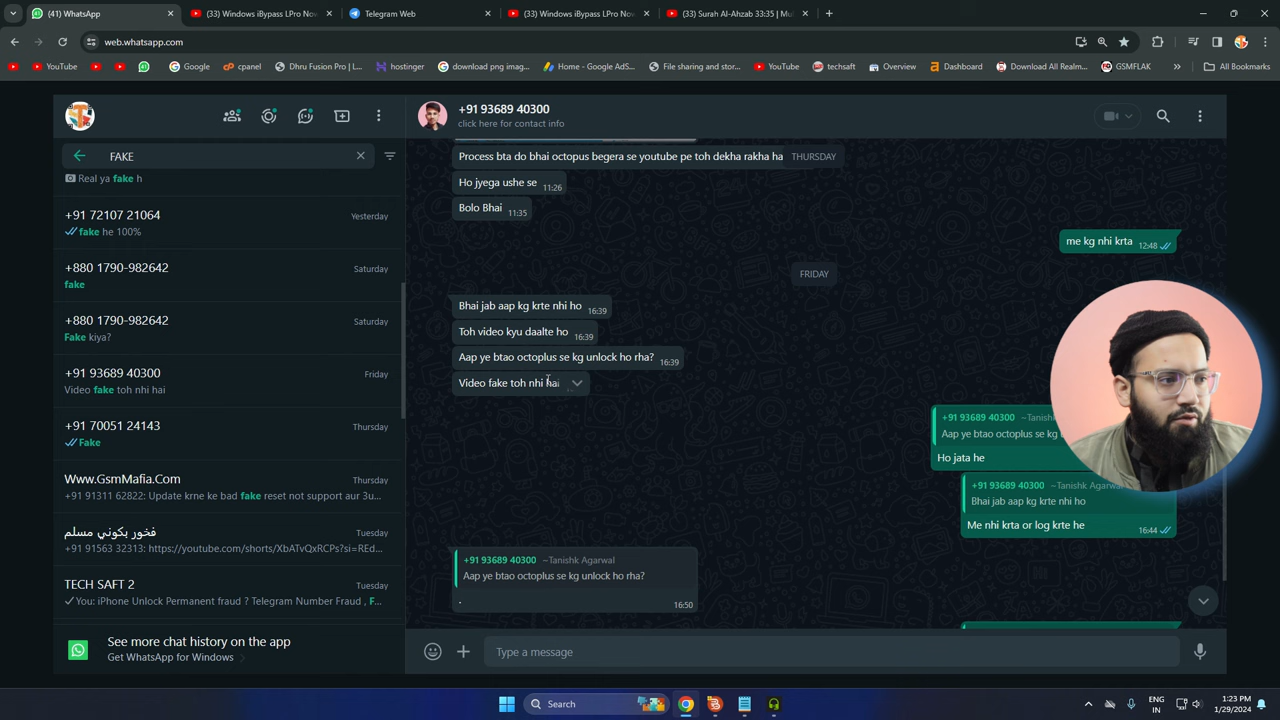 (41) WhatsApp
(33) Windows iBypass LPro Nov
Telegram Web
(33) Windows iBypass LPro Nov
(33) Surah Al-Ahzab 33:35 | Mul
web.whatsapp.com
YouTube
Google
cpanel
Dhru Fusion Pro | L...
hostinger
download png imag...
Home - Google AdS...
File sharing and stor...
YouTube
techsaft
Overview
Dashboard
Download All Realm...
GSMFLAK
All Bookmarks
FAKE
Real ya fake h
+91 72107 21064
Yesterday
fake he 100%
+880 1790-982642
Saturday
fake
+880 1790-982642
Saturday
Fake kiya?
+91 93689 40300
Friday
Video fake toh nhi hai
+91 70051 24143
Thursday
Fake
Www.GsmMafia.Com
Thursday
+91 91311 62822: Update krne ke bad fake reset not support aur 3u...
فخور بكوني مسلم
Tuesday
+91 91563 32313: https://youtube.com/shorts/XbATvQxRCPs?si=REd...
TECH SAFT 2
Tuesday
You: iPhone Unlock Permanent fraud ? Telegram Number Fraud , F...
See more chat history on the app
Get WhatsApp for Windows
+91 93689 40300
click here for contact info
Process bta do bhai octopus begera se youtube pe toh dekha rakha ha
THURSDAY
Ho jyega ushe se 11:26
Bolo Bhai 11:35
me kg nhi krta 12:48
FRIDAY
Bhai jab aap kg krte nhi ho 16:39
Toh video kyu daalte ho 16:39
Aap ye btao octoplus se kg unlock ho rha? 16:39
Video fake toh nhi hai
+91 93689 40300 ~Tanish
Aap ye btao octoplus se kg u
Ho jata he
+91 93689 40300 ~Tanishk Agarwal
Bhai jab aap kg krte nhi ho
Me nhi krta or log krte he 16:44
+91 93689 40300 ~Tanishk Agarwal
Aap ye btao octoplus se kg unlock ho rha?
. 16:50
Type a message
Search
ENG
IN
1:23 PM
1/29/2024